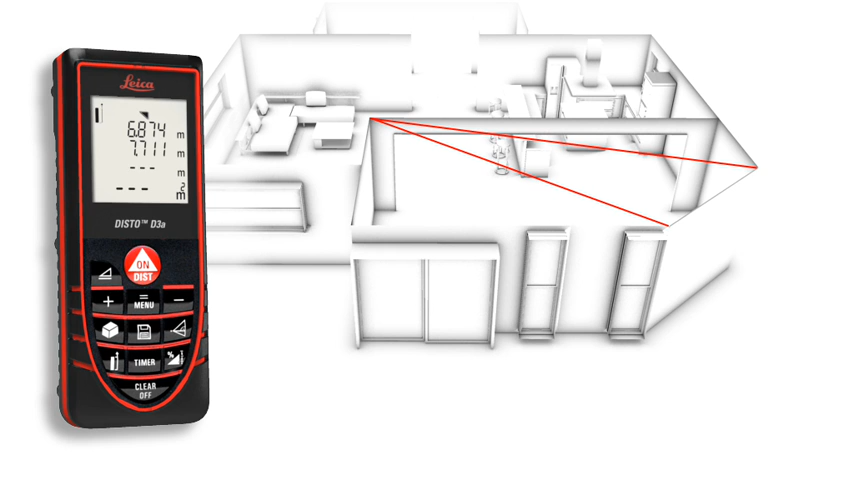 Leica
6.874 m
7.711 m
--- m
--- m²
DISTO™ D3a
ON
DIST
+ = −
MENU
TIMER %
CLEAR
OFF